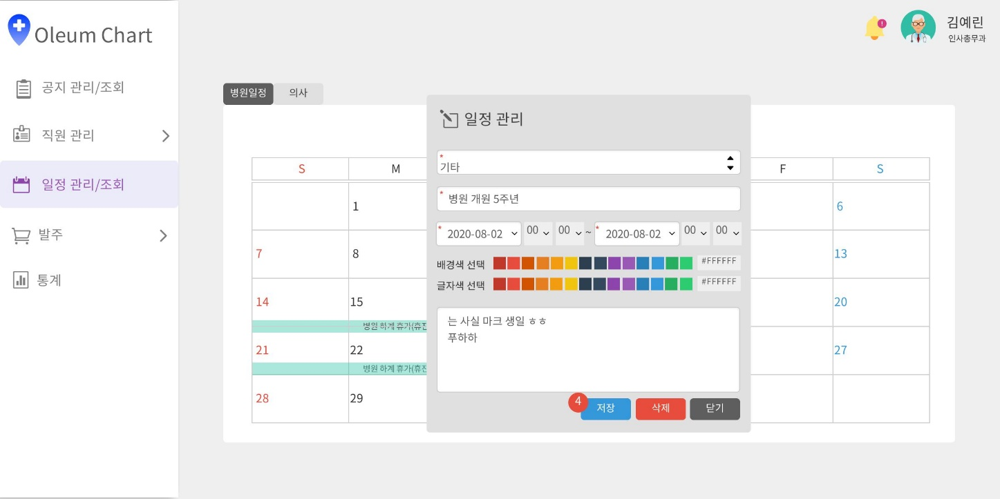 Oleum Chart
김예린
인사총무과
공지 관리/조회
직원 관리
일정 관리/조회
발주
통계
병원일정 의사
일정 관리
* 기타
* 병원 개원 5주년
* 2020-08-02 00 00 ~ * 2020-08-02 00 00
배경색 선택 #FFFFFF
글자색 선택 #FFFFFF
는 사실 마크 생일 ㅎㅎ
푸하하
4 저장 삭제 닫기
S M F S
1 6
7 8 13
14 15 20
병원 하계 휴가(휴진
21 22 27
병원 하계 휴가(휴진
28 29